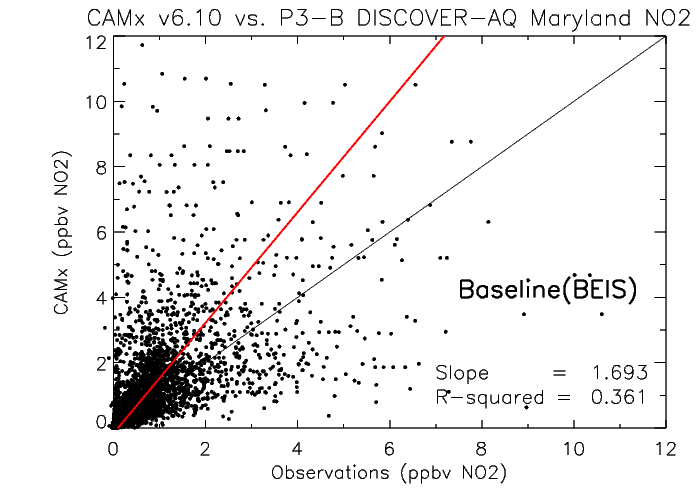 CAMx v6.10 vs. P3-B DISCOVER-AQ Maryland NO2
12
10
8
6
4
2
0
CAMx (ppbv NO2)
Baseline(BEIS)
Slope = 1.693
R-squared = 0.361
0 2 4 6 8 10 12
Observations (ppbv NO2)